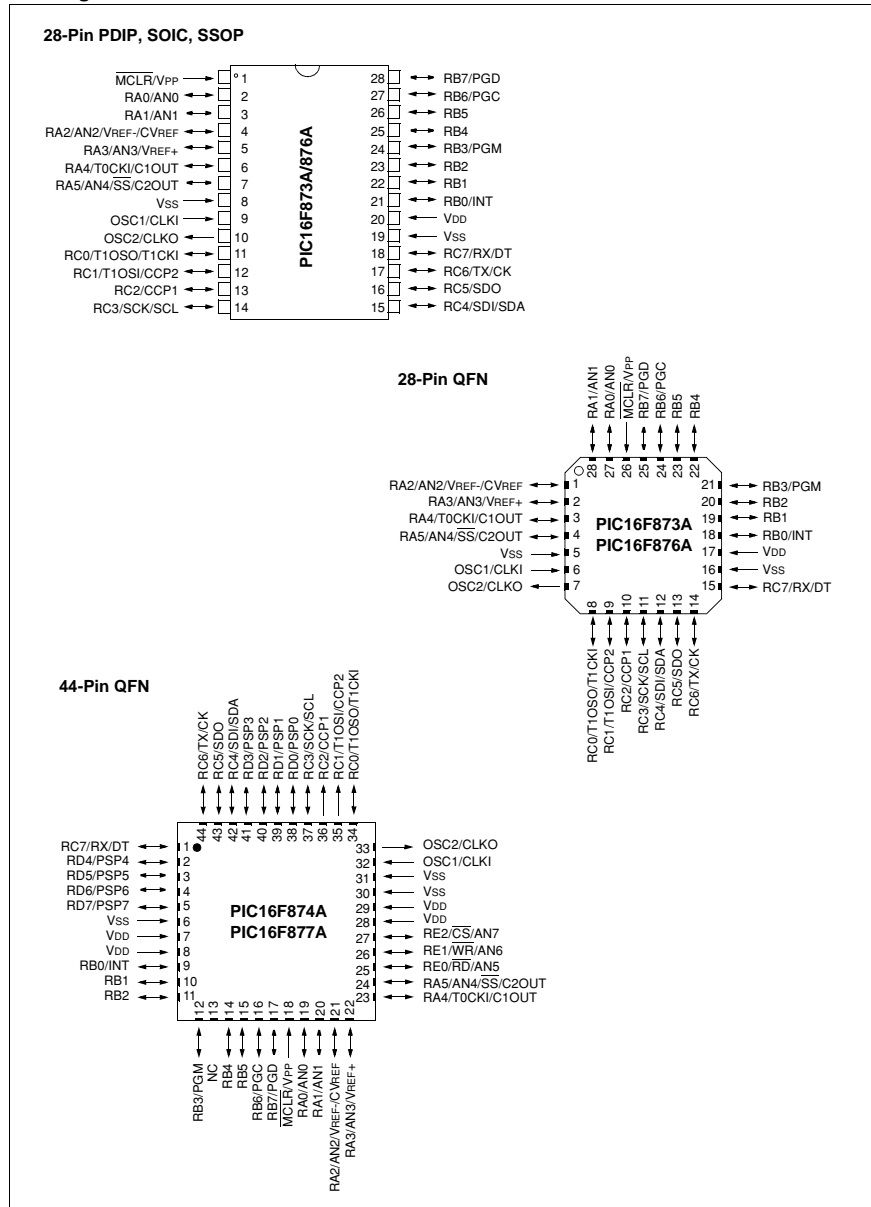 28-Pin PDIP, SOIC, SSOP
MCLR/VPP
RA0/AN0
RA1/AN1
RA2/AN2/VREF-/CVREF
RA3/AN3/VREF+
RA4/T0CKI/C1OUT
RA5/AN4/SS/C2OUT
VSS
OSC1/CLKI
OSC2/CLKO
RC0/T1OSO/T1CKI
RC1/T1OSI/CCP2
RC2/CCP1
RC3/SCK/SCL
1
2
3
4
5
6
7
8
9
10
11
12
13
14
PIC16F873A/876A
28
27
26
25
24
23
22
21
20
19
18
17
16
15
RB7/PGD
RB6/PGC
RB5
RB4
RB3/PGM
RB2
RB1
RB0/INT
VDD
VSS
RC7/RX/DT
RC6/TX/CK
RC5/SDO
RC4/SDI/SDA
28-Pin QFN
RA1/AN1
RA0/AN0
MCLR/VPP
RB7/PGD
RB6/PGC
RB5
RB4
28
27
26
25
24
23
22
RA2/AN2/VREF-/CVREF
RA3/AN3/VREF+
RA4/T0CKI/C1OUT
RA5/AN4/SS/C2OUT
VSS
OSC1/CLKI
OSC2/CLKO
1
2
3
4
5
6
7
PIC16F873A
PIC16F876A
21
20
19
18
17
16
15
RB3/PGM
RB2
RB1
RB0/INT
VDD
VSS
RC7/RX/DT
8
9
10
11
12
13
14
RC0/T1OSO/T1CKI
RC1/T1OSI/CCP2
RC2/CCP1
RC3/SCK/SCL
RC4/SDI/SDA
RC5/SDO
RC6/TX/CK
44-Pin QFN
RC6/TX/CK
RC5/SDO
RC4/SDI/SDA
RD3/PSP3
RD2/PSP2
RD1/PSP1
RD0/PSP0
RC3/SCK/SCL
RC2/CCP1
RC1/T1OSI/CCP2
RC0/T1OSO/T1CKI
44
43
42
41
40
39
38
37
36
35
34
RC7/RX/DT
RD4/PSP4
RD5/PSP5
RD6/PSP6
RD7/PSP7
VSS
VDD
VDD
RB0/INT
RB1
RB2
1
2
3
4
5
6
7
8
9
10
11
PIC16F874A
PIC16F877A
33
32
31
30
29
28
27
26
25
24
23
OSC2/CLKO
OSC1/CLKI
VSS
VSS
VDD
VDD
RE2/CS/AN7
RE1/WR/AN6
RE0/RD/AN5
RA5/AN4/SS/C2OUT
RA4/T0CKI/C1OUT
12
13
14
15
16
17
18
19
20
21
22
RB3/PGM
NC
RB4
RB5
RB6/PGC
RB7/PGD
MCLR/VPP
RA0/AN0
RA1/AN1
RA2/AN2/VREF-/CVREF
RA3/AN3/VREF+